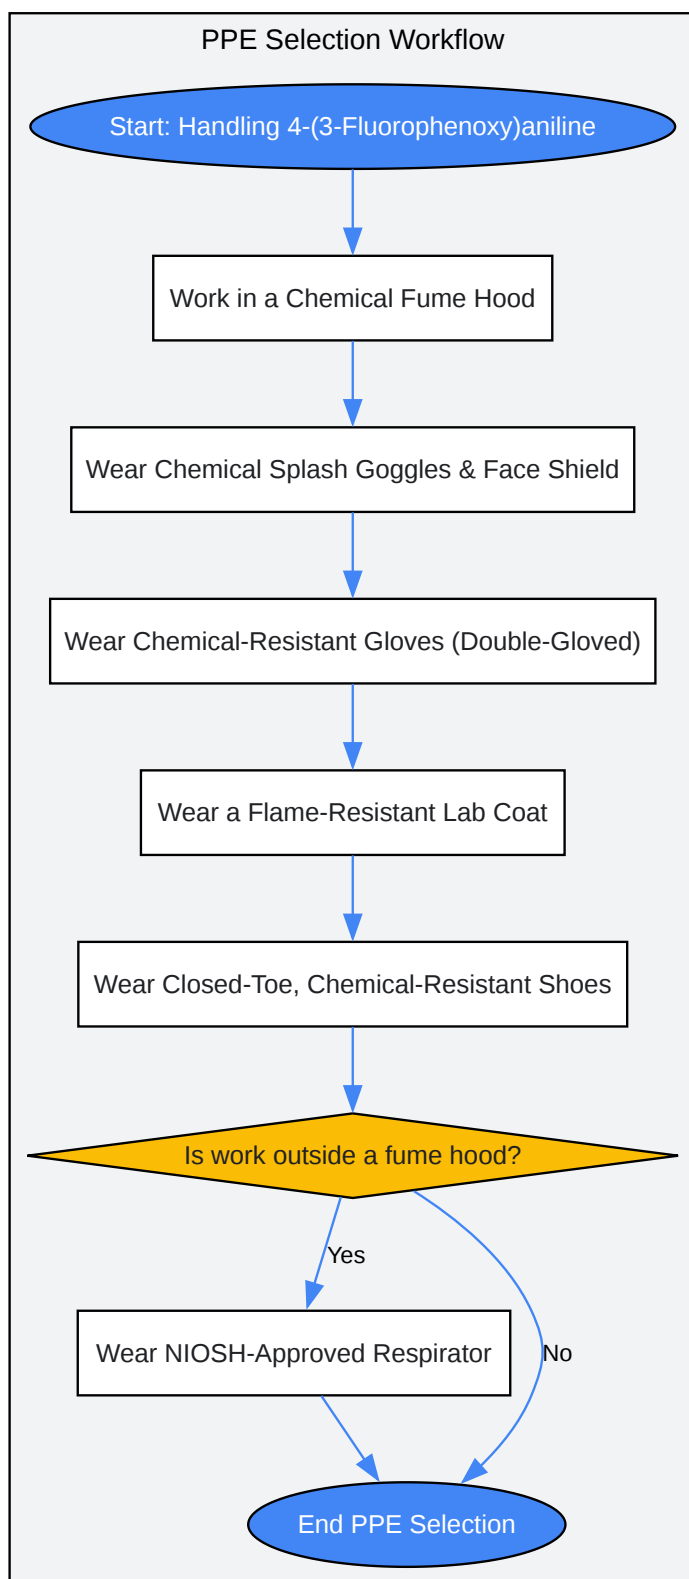 PPE Selection Workflow
Start: Handling 4-(3-Fluorophenoxy)aniline
Work in a Chemical Fume Hood
Wear Chemical Splash Goggles & Face Shield
Wear Chemical-Resistant Gloves (Double-Gloved)
Wear a Flame-Resistant Lab Coat
Wear Closed-Toe, Chemical-Resistant Shoes
Is work outside a fume hood?
Yes
Wear NIOSH-Approved Respirator
No
End PPE Selection